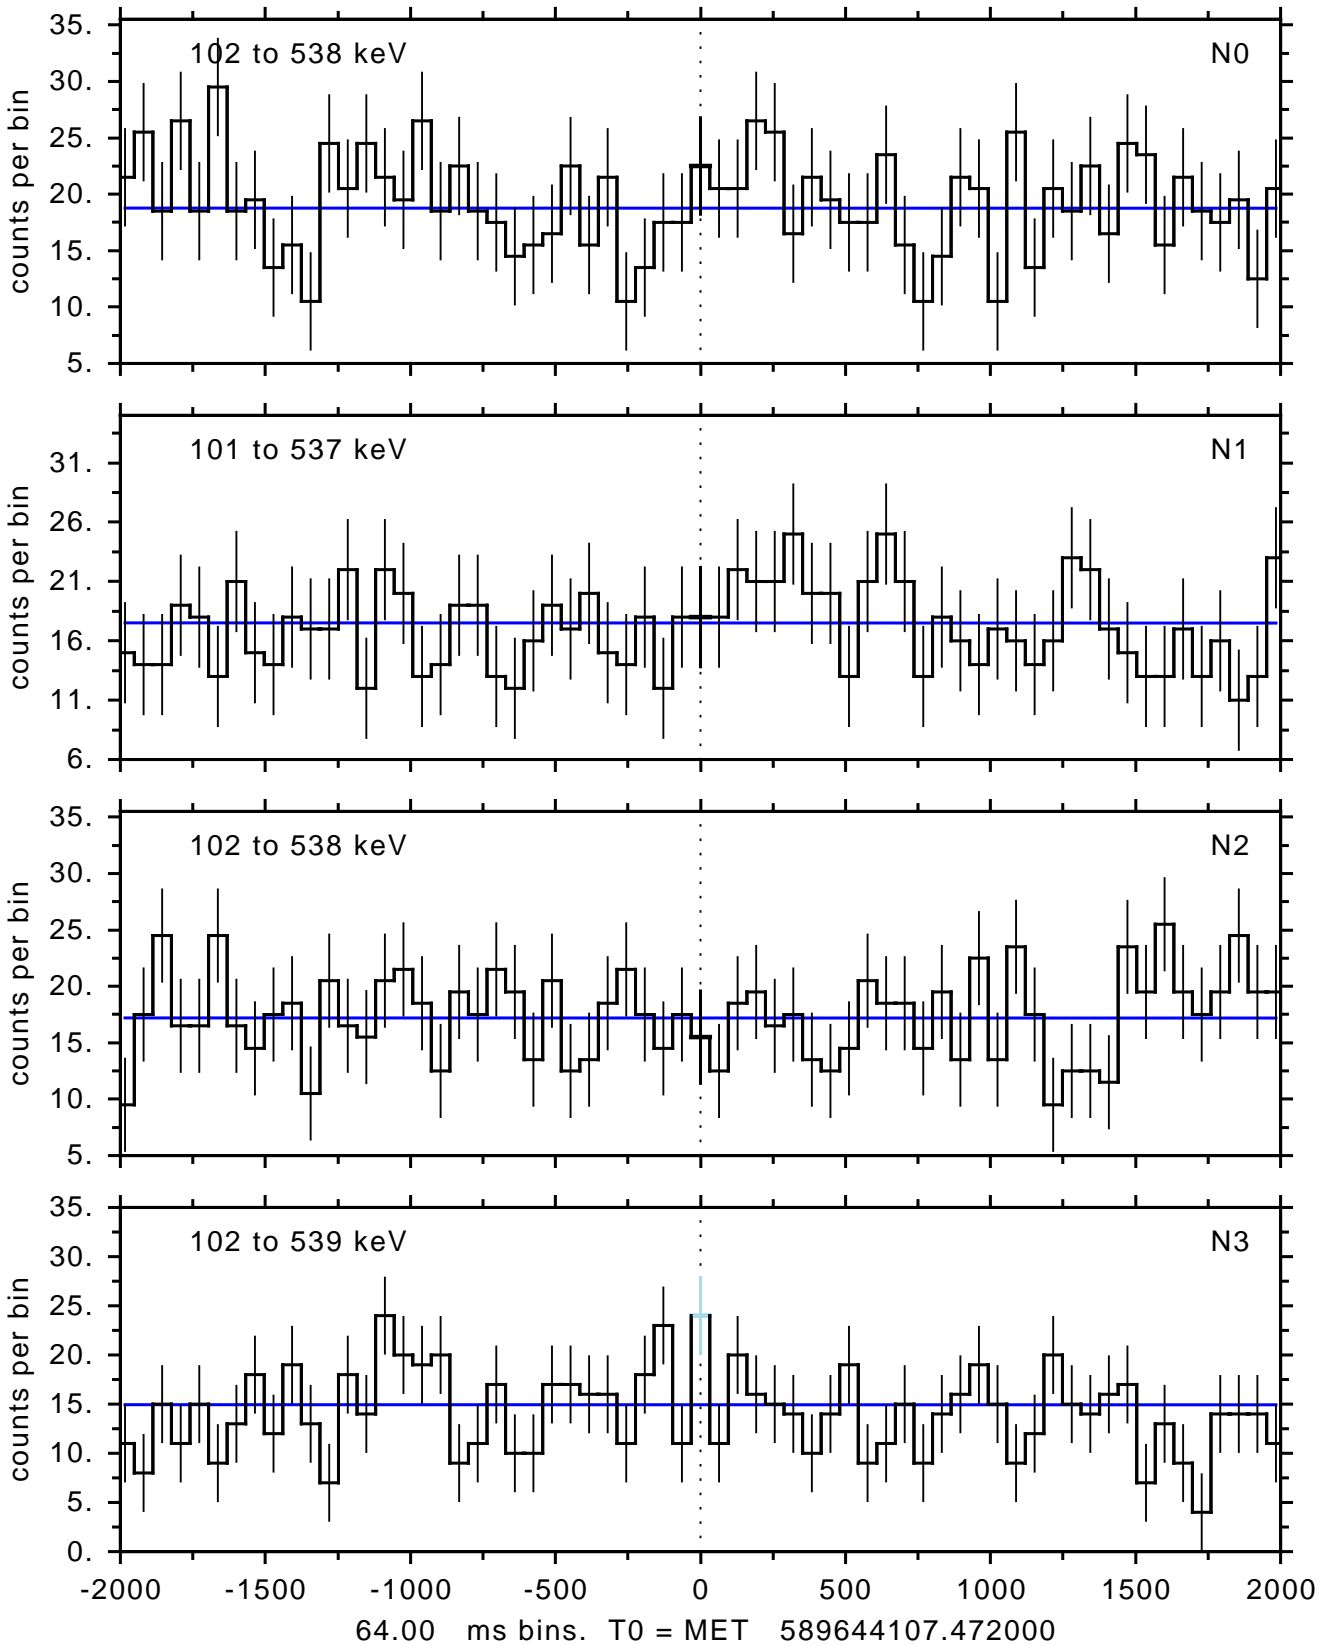 35.
30.
25.
20.
15.
10.
5.
counts per bin
102 to 538 keV
N0
31.
26.
21.
16.
11.
6.
counts per bin
101 to 537 keV
N1
35.
30.
25.
20.
15.
10.
5.
counts per bin
102 to 538 keV
N2
35.
30.
25.
20.
15.
10.
5.
0.
counts per bin
102 to 539 keV
N3
-2000 -1500 -1000 -500 0 500 1000 1500 2000
64.00 ms bins. T0 = MET 589644107.472000